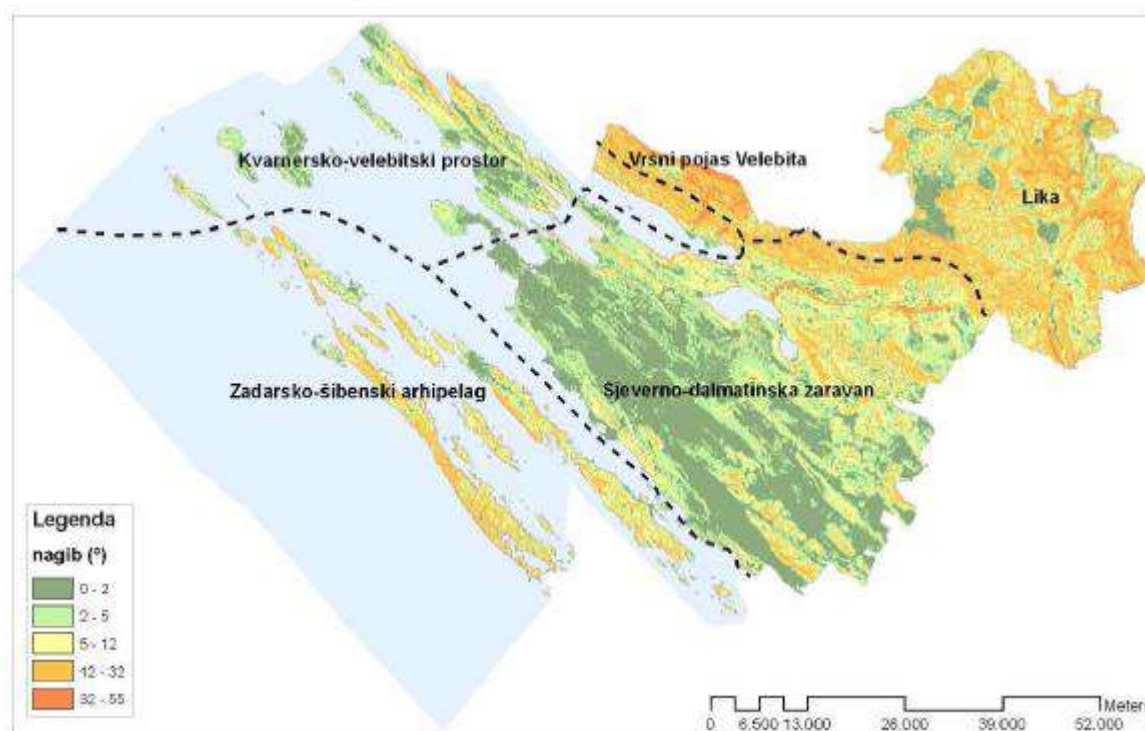 Kvarnersko-velebitski prostor
Vršni pojas Velebita
Lika
Zadarsko-šibenski arhipelag
Sjeverno-dalmatinska zaravan
Legenda
nagib (º)
0 - 2
2 - 5
5 - 12
12 - 32
32 - 55
Meters
0 6.500 13.000 26.000 39.000 52.000